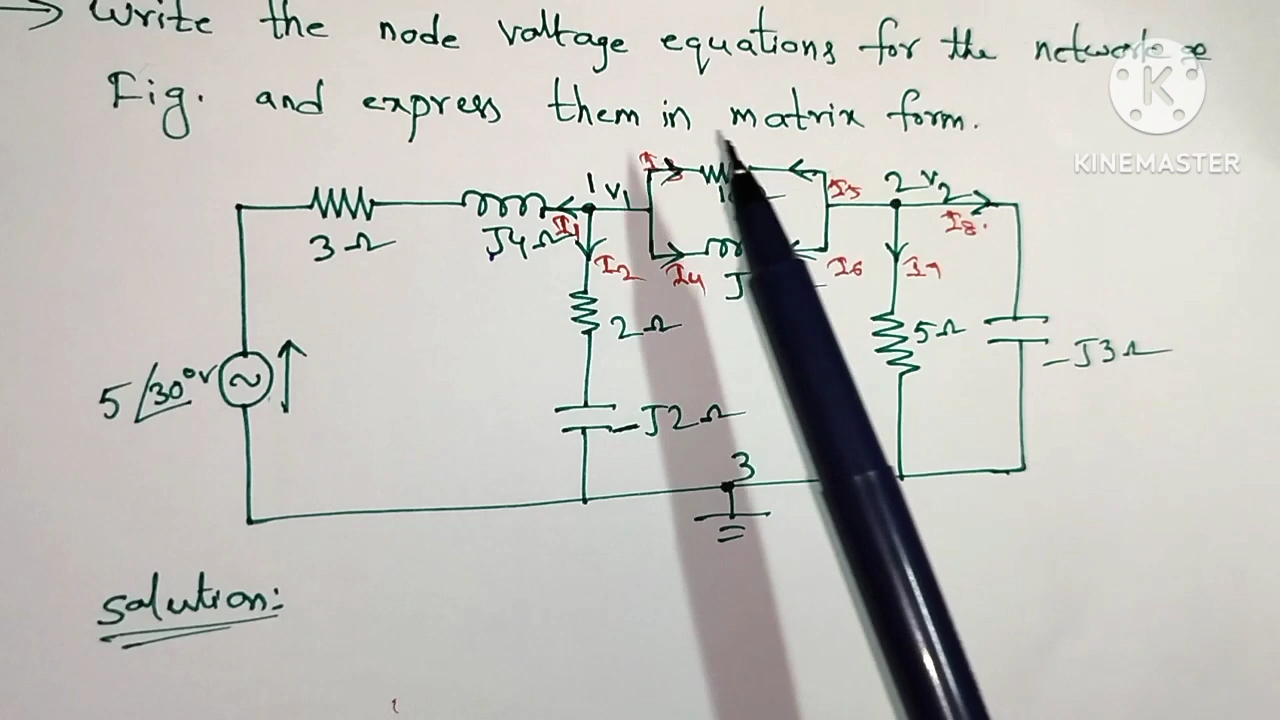 → Write the node voltage equations for the network
Fig. and express them in matrix form.
K
KINEMASTER
1 V1
I5
2 V2
3Ω
J4Ω
I1
I2
I4
J
I6
I8.
I7
2Ω
5Ω
-J3Ω
5/30°V
~
-J2Ω
3
Solution: